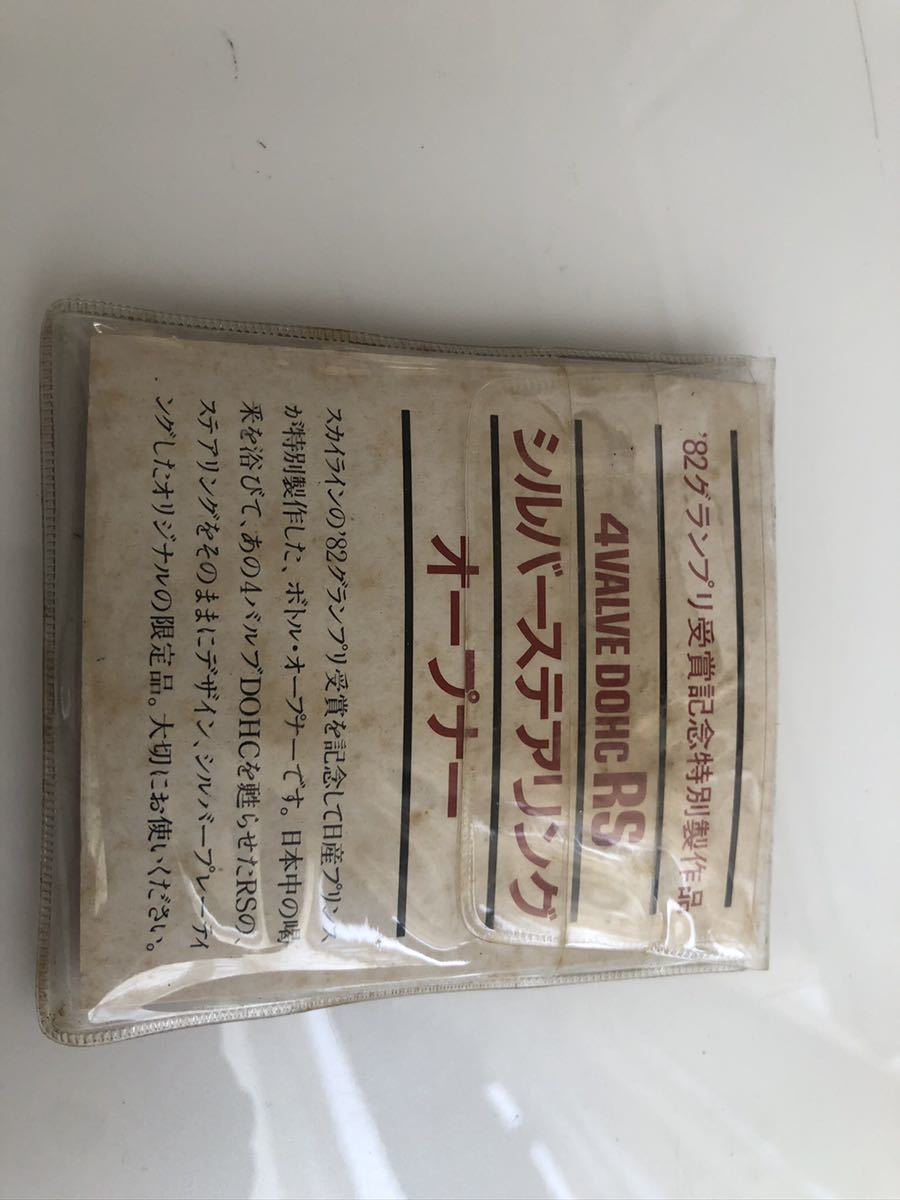 '82グランプリ受賞記念特別製作品
4VALVE DOHC RS
シルバーステアリング
オープナー
スカイラインの'82グランプリ受賞を記念して日産プリンス
が特別製作した、ボトル・オープナーです。日本中の喝
采を浴びて、あの4バルブDOHCを甦らせたRSの、
ステアリングをそのままにデザイン、シルバープレーティ
ングしたオリジナルの限定品。大切にお使いください。